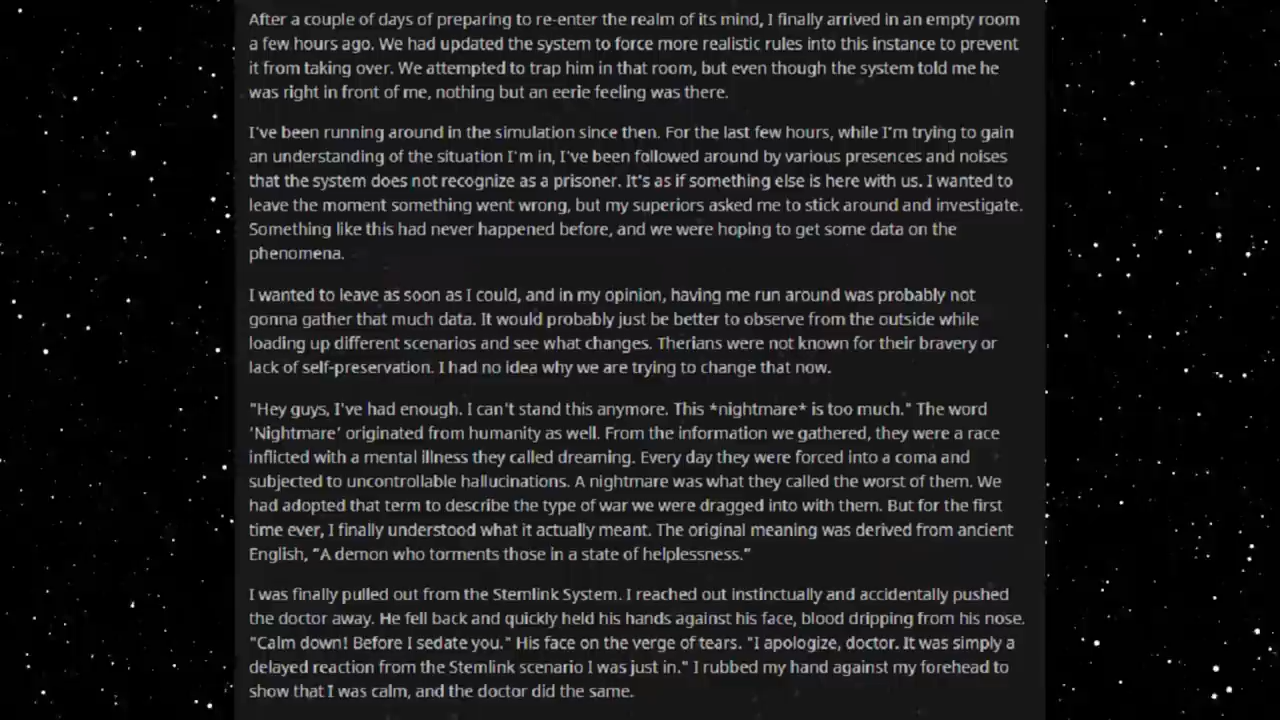 After a couple of days of preparing to re-enter the realm of its mind, I finally arrived in an empty room
a few hours ago. We had updated the system to force more realistic rules into this instance to prevent
it from taking over. We attempted to trap him in that room, but even though the system told me he
was right in front of me, nothing but an eerie feeling was there.
I've been running around in the simulation since then. For the last few hours, while I'm trying to gain
an understanding of the situation I'm in, I've been followed around by various presences and noises
that the system does not recognize as a prisoner. It's as if something else is here with us. I wanted to
leave the moment something went wrong, but my superiors asked me to stick around and investigate.
Something like this had never happened before, and we were hoping to get some data on the
phenomena.
I wanted to leave as soon as I could, and in my opinion, having me run around was probably not
gonna gather that much data. It would probably just be better to observe from the outside while
loading up different scenarios and see what changes. Therians were not known for their bravery or
lack of self-preservation. I had no idea why we are trying to change that now.
"Hey guys, I've had enough. I can't stand this anymore. This *nightmare* is too much." The word
'Nightmare' originated from humanity as well. From the information we gathered, they were a race
inflicted with a mental illness they called dreaming. Every day they were forced into a coma and
subjected to uncontrollable hallucinations. A nightmare was what they called the worst of them. We
had adopted that term to describe the type of war we were dragged into with them. But for the first
time ever, I finally understood what it actually meant. The original meaning was derived from ancient
English, "A demon who torments those in a state of helplessness."
I was finally pulled out from the Stemlink System. I reached out instinctually and accidentally pushed
the doctor away. He fell back and quickly held his hands against his face, blood dripping from his nose.
"Calm down! Before I sedate you." His face on the verge of tears. "I apologize, doctor. It was simply a
delayed reaction from the Stemlink scenario I was just in." I rubbed my hand against my forehead to
show that I was calm, and the doctor did the same.